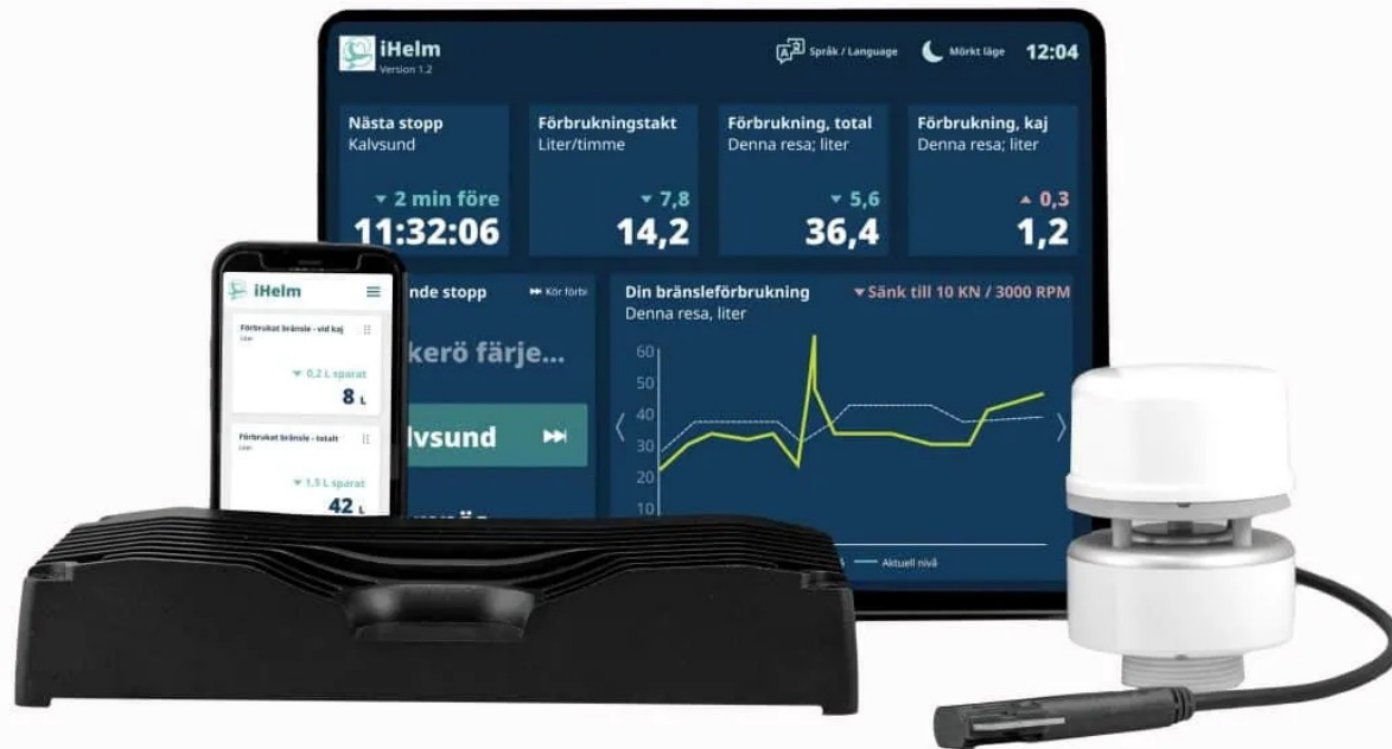 iHelm
Version 1.2
Språk / Language
Mörkt läge
12:04
Nästa stopp
Kalvsund
2 min före
11:32:06
Förbrukningstakt
Liter/timme
7,8
14,2
Förbrukning, total
Denna resa; liter
5,6
36,4
Förbrukning, kaj
Denna resa; liter
0,3
1,2
nde stopp
Kör förbi
kerö färje...
lvsund
Din bränsleförbrukning
Denna resa, liter
Sänk till 10 KN / 3000 RPM
60
50
40
30
20
10
Aktuell nivå
iHelm
Förbrukat bränsle - vid kaj
Liter
0,2 L sparat
8 L
Förbrukat bränsle - totalt
Liter
1,5 L sparat
42 L